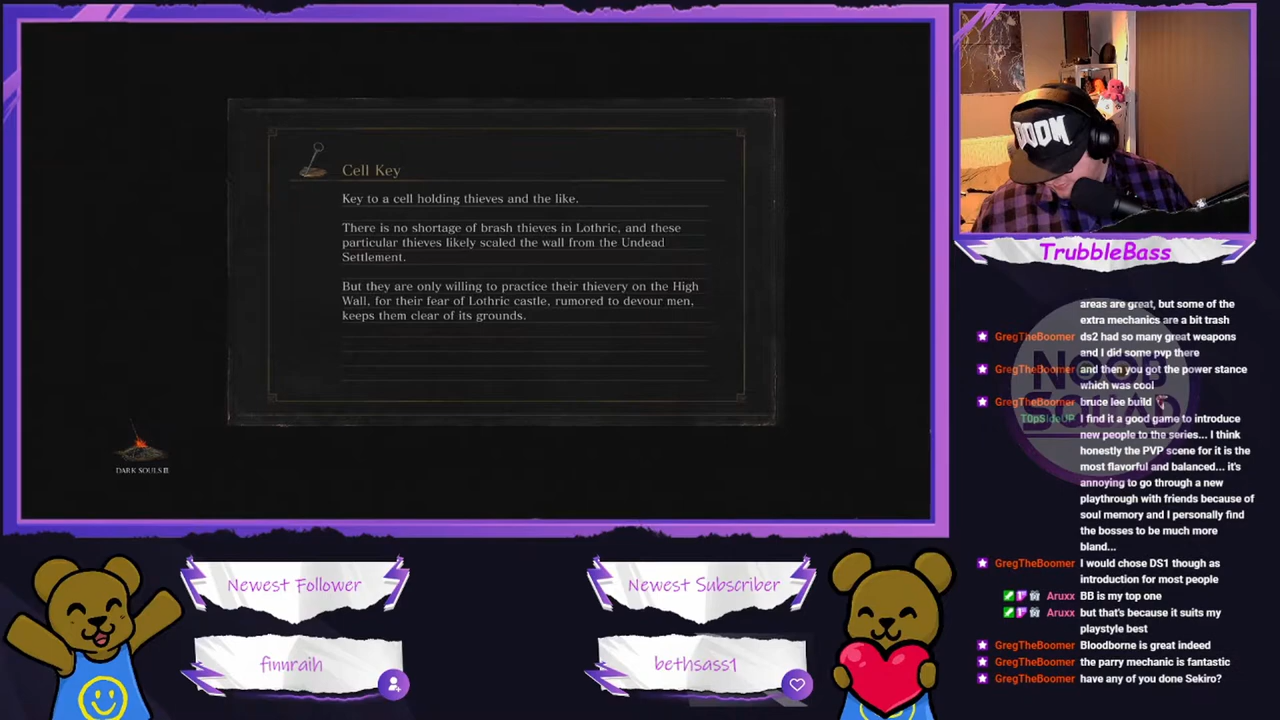 Cell Key
Key to a cell holding thieves and the like.
There is no shortage of brash thieves in Lothric, and these
particular thieves likely scaled the wall from the Undead
Settlement.
But they are only willing to practice their thievery on the High
Wall, for their fear of Lothric castle, rumored to devour men,
keeps them clear of its grounds.
DARK SOULS III
DOOM
TrubbleBass
areas are great, but some of the
extra mechanics are a bit trash
GregTheBoomer ds2 had so many great weapons
and I did some pvp there
GregTheBoomer and then you got the power stance
which was cool
GregTheBoomer bruce lee build
T0pSideUP I find it a good game to introduce
new people to the series... I think
honestly the PVP scene for it is the
most flavorful and balanced... it's
annoying to go through a new
playthrough with friends because of
soul memory and I personally find
the bosses to be much more
bland...
GregTheBoomer I would chose DS1 though as
introduction for most people
Aruxx BB is my top one
Aruxx but that's because it suits my
playstyle best
GregTheBoomer Bloodborne is great indeed
GregTheBoomer the parry mechanic is fantastic
GregTheBoomer have any of you done Sekiro?
NOOB
SQUAD
Newest Follower
finnraih
Newest Subscriber
bethsass1